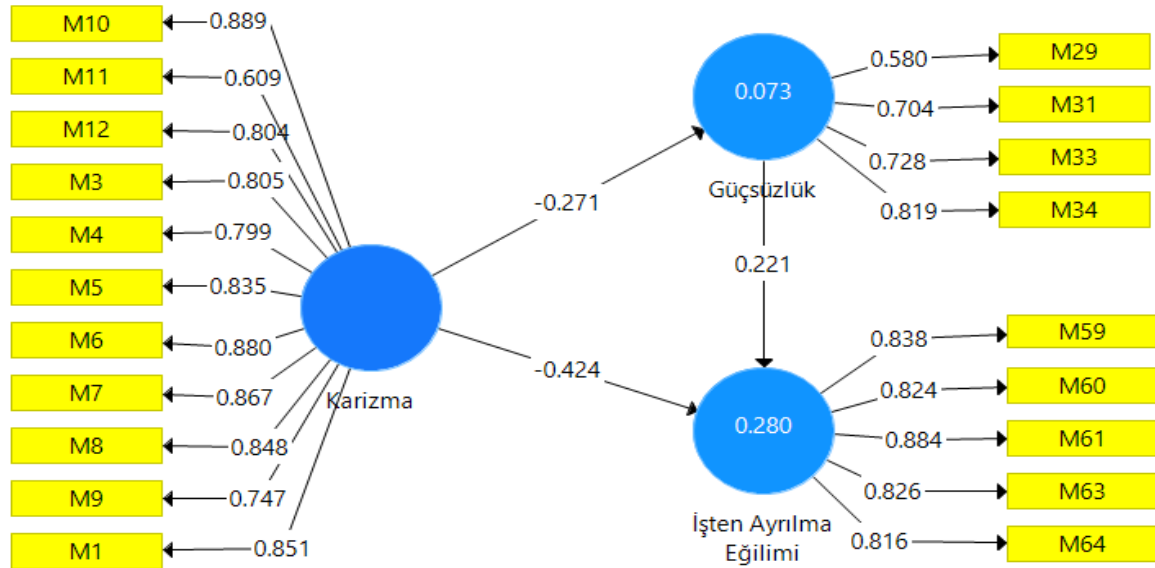 M10
M11
M12
M3
M4
M5
M6
M7
M8
M9
M1
0.889
0.609
0.804
0.805
0.799
0.835
0.880
0.867
0.848
0.747
0.851
Karizma
-0.271
-0.424
0.073
Güçsüzlük
0.221
0.280
İşten Ayrılma
Eğilimi
0.580
0.704
0.728
0.819
M29
M31
M33
M34
0.838
0.824
0.884
0.826
0.816
M59
M60
M61
M63
M64